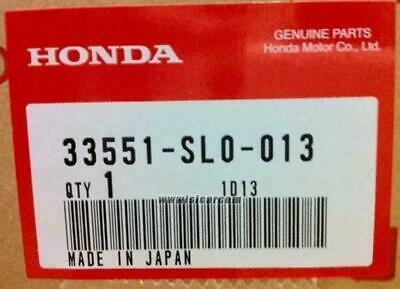 HONDA
GENUINE PARTS
Honda Motor Co., Ltd.
33551-SL0-013
QTY 1 1D13
MADE IN JAPAN